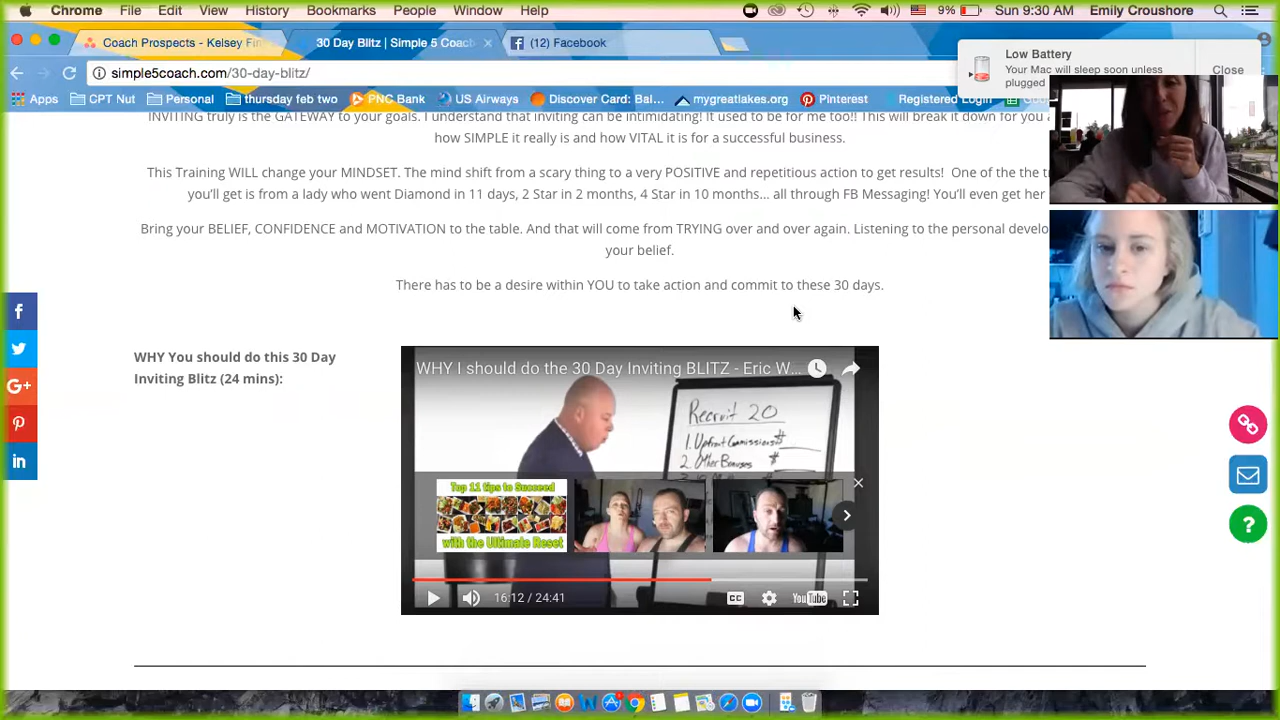 Chrome File Edit View History Bookmarks People Window Help 9% Sun 9:30 AM Emily Croushore
Coach Prospects - Kelsey Fin
30 Day Blitz | Simple 5 Coach
(12) Facebook
simple5coach.com/30-day-blitz/
Low Battery
Your Mac will sleep soon unless
plugged
Close
Apps CPT Nut Personal thursday feb two PNC Bank US Airways Discover Card: Bal... mygreatlakes.org Pinterest Registered Login
INVITING truly is the GATEWAY to your goals. I understand that inviting can be intimidating! It used to be for me too!! This will break it down for you a
how SIMPLE it really is and how VITAL it is for a successful business.
This Training WILL change your MINDSET. The mind shift from a scary thing to a very POSITIVE and repetitious action to get results! One of the the tr
you'll get is from a lady who went Diamond in 11 days, 2 Star in 2 months, 4 Star in 10 months... all through FB Messaging! You'll even get her
Bring your BELIEF, CONFIDENCE and MOTIVATION to the table. And that will come from TRYING over and over again. Listening to the personal develo
your belief.
There has to be a desire within YOU to take action and commit to these 30 days.
WHY You should do this 30 Day
Inviting Blitz (24 mins):
WHY I should do the 30 Day Inviting BLITZ - Eric W...
Recruit 20
1. Upfront Commissions $
2. Other Bonuses $
Top 11 tips to Succeed
with the Ultimate Reset
16:12 / 24:41
CC
YouTube